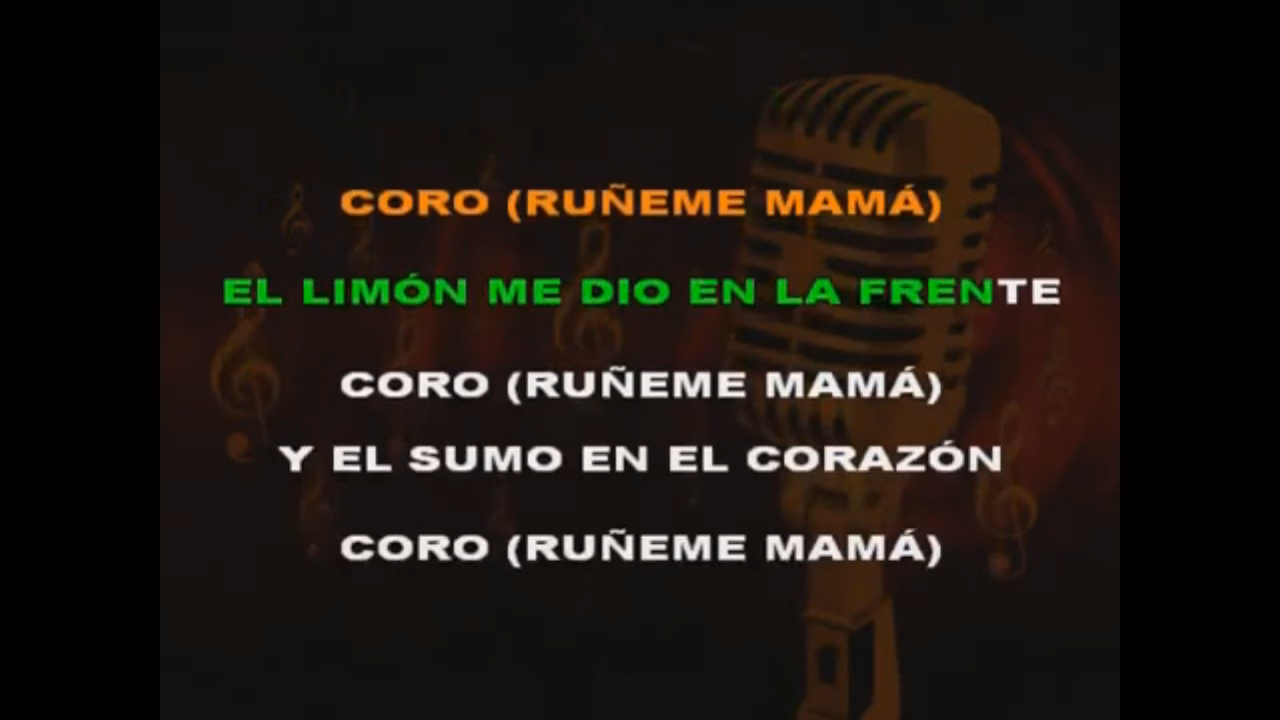 CORO (RUÑEME MAMÁ)
EL LIMÓN ME DIO EN LA FRENTE
CORO (RUÑEME MAMÁ)
Y EL SUMO EN EL CORAZÓN
CORO (RUÑEME MAMÁ)